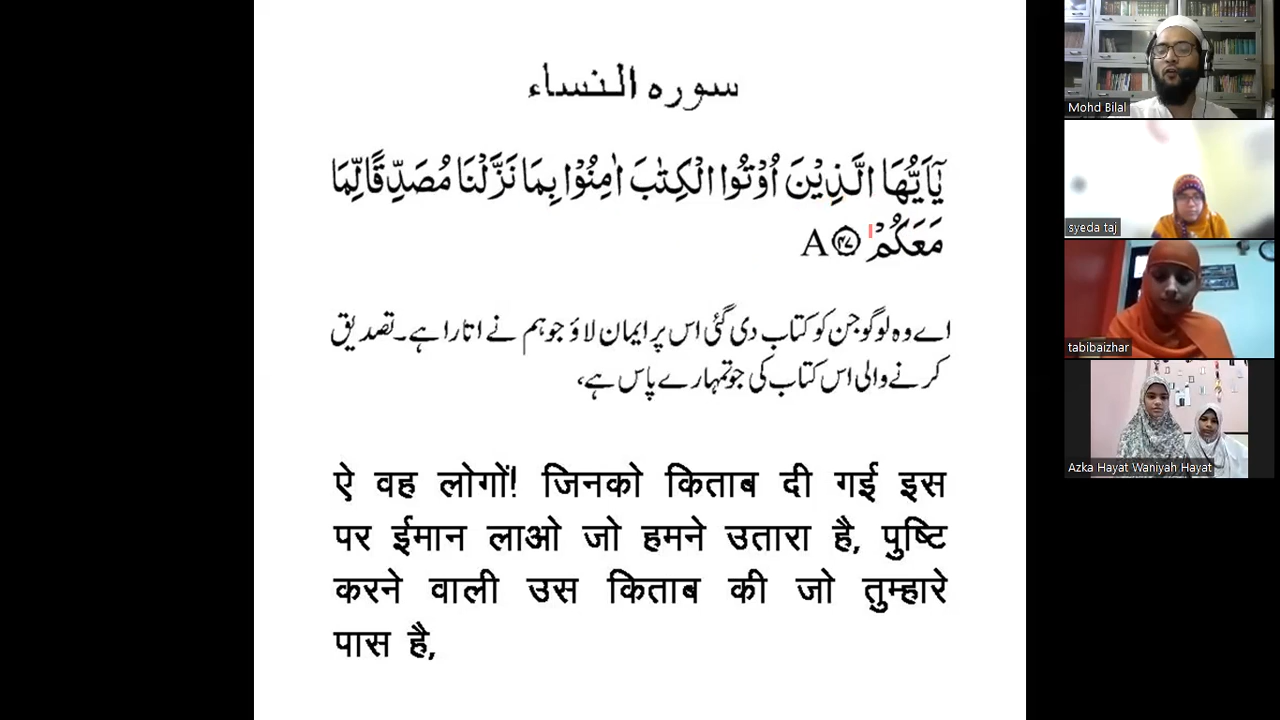 سورہ النساء
يٰۤاَيُّهَا الَّذِيْنَ اُوْتُوا الْكِتٰبَ اٰمِنُوْا بِمَا نَزَّلْنَا مُصَدِّقًا لِّمَا
مَعَكُمْ ۝۴۷ A
اے وہ لوگو جن کو کتاب دی گئی اس پر ایمان لاؤ جو ہم نے اتارا ہے۔ تصدیق
کرنے والی اس کتاب کی جو تمہارے پاس ہے،
ऐ वह लोगों! जिनको किताब दी गई इस
पर ईमान लाओ जो हमने उतारा है, पुष्टि
करने वाली उस किताब की जो तुम्हारे
पास है,
Mohd Bilal
syeda taj
tabibaizhar
Azka Hayat Waniyah Hayat